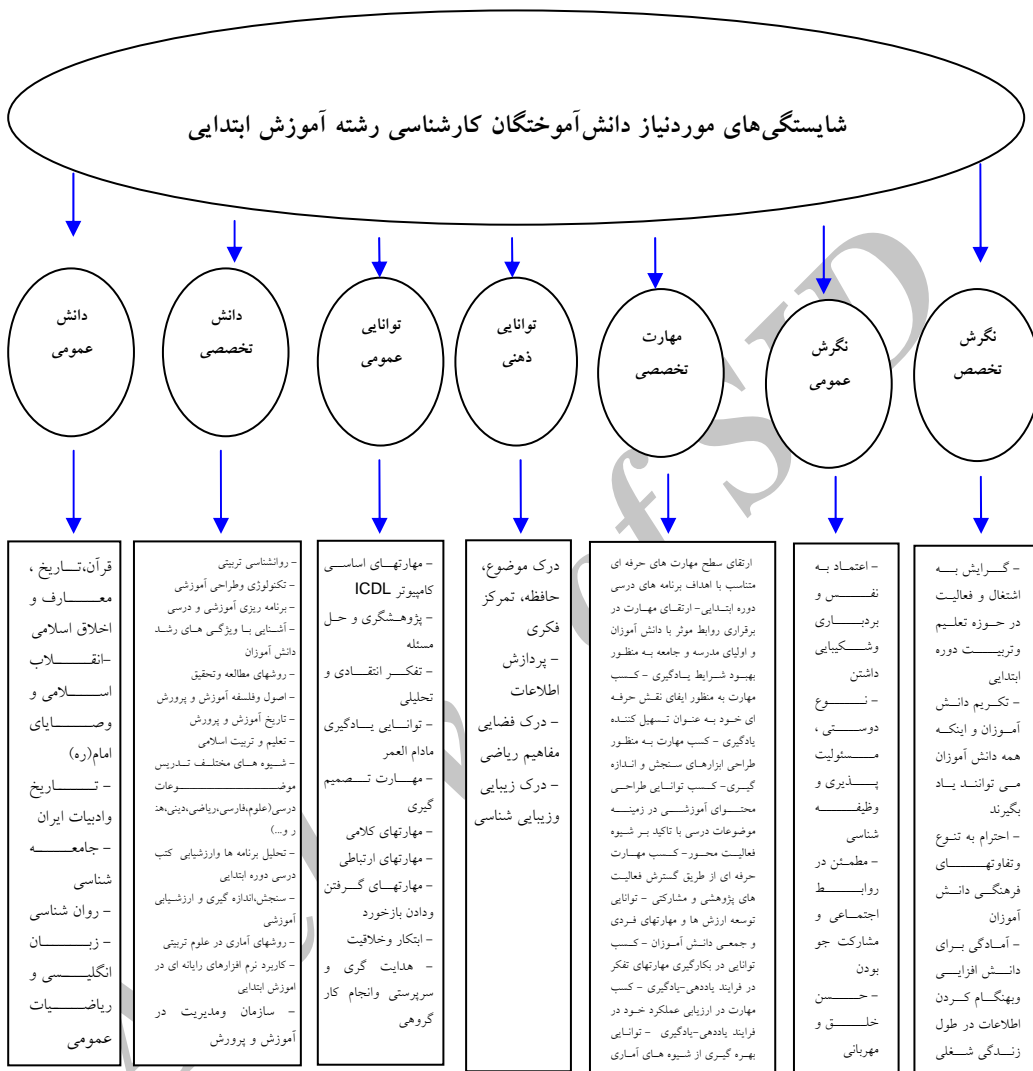 شایستگی‌های موردنیاز دانش‌آموختگان کارشناسی رشته آموزش ابتدایی
نگرش
تخصص
نگرش
عمومی
مهارت
تخصصی
توانایی
ذهنی
توانایی
عمومی
دانش
تخصصی
دانش
عمومی
- گرایش به
اشتغال و فعالیت
در حوزه تعلیم
وتربیت دوره
ابتدایی
- تکریم دانش
آموزان و اینکه
همه دانش آموزان
می توانند یاد
بگیرند
- احترام به تنوع
وتفاوتهای
فرهنگی دانش
آموزان
- آمادگی برای
دانش افزایی
وبهنگام کردن
اطلاعات در طول
زندگی شغلی
- اعتماد به
نفس و
بردباری
وشکیبایی
داشتن
- نوع
دوستی ،
مسئولیت
پذیری و
وظیفه
شناسی
- مطمئن در
روابط
اجتماعی و
مشارکت جو
بودن
- حسن
خلق و
مهربانی
ارتقای سطح مهارت های حرفه ای
متناسب با اهداف برنامه های درسی
دوره ابتدایی- ارتقای مهارت در
برقراری روابط موثر با دانش آموزان
و اولیای مدرسه و جامعه به منظور
بهبود شرایط یادگیری - کسب
مهارت به منظور ایفای نقش حرفه
ای خود به عنوان تسهیل کننده
یادگیری - کسب مهارت به منظور
طراحی ابزارهای سنجش و اندازه
گیری- کسب توانایی طراحی
محتوای آموزشی در زمینه
موضوعات درسی با تاکید بر شیوه
فعالیت محور- کسب مهارت
حرفه ای از طریق گسترش فعالیت
های پژوهشی و مشارکتی - توانایی
توسعه ارزش ها و مهارتهای فردی
و جمعی دانش آموزان - کسب
توانایی در بکارگیری مهارتهای تفکر
در فرایند یاددهی-یادگیری - کسب
مهارت در ارزیابی عملکرد خود در
فرایند یاددهی-یادگیری - توانایی
بهره گیری از شیوه های آماری
درک موضوع،
حافظه، تمرکز
فکری
- پردازش
اطلاعات
- درک فضایی
مفاهیم ریاضی
- درک زیبایی
وزیبایی شناسی
- مهارتهای اساسی
کامپیوتر ICDL
- پژوهشگری و حل
مسئله
- تفکر انتقادی و
تحلیلی
- توانایی یادگیری
مادام العمر
- مهارت تصمیم
گیری
- مهارتهای کلامی
- مهارتهای ارتباطی
- مهارتهای گرفتن
ودادن بازخورد
- ابتکار وخلاقیت
- هدایت گری و
سرپرستی وانجام کار
گروهی
- روانشناسی تربیتی
- تکنولوژی وطراحی آموزشی
- برنامه ریزی آموزشی و درسی
- آشنایی با ویژگی های رشد
دانش آموزان
- روشهای مطالعه وتحقیق
- اصول وفلسفه آموزش و پرورش
- تاریخ آموزش و پرورش
- تعلیم و تربیت اسلامی
- شیوه های مختلف تدریس
موضوعات
درسی(علوم،فارسی،ریاضی،دینی،هن
ر و...)
- تحلیل برنامه ها وارزشیابی کتب
درسی دوره ابتدایی
- سنجش،اندازه گیری و ارزشیابی
آموزشی
- روشهای آماری در علوم تربیتی
- کاربرد نرم افزارهای رایانه ای در
اموزش ابتدایی
- سازمان ومدیریت در
آموزش و پرورش
قرآن،تاریخ ،
معارف و
اخلاق اسلامی
-انقلاب
اسلامی و
وصایای
امام(ره)
- تاریخ
وادبیات ایران
- جامعه
شناسی
- روان شناسی
- زبان
انگلیسی و
ریاضیات
عمومی